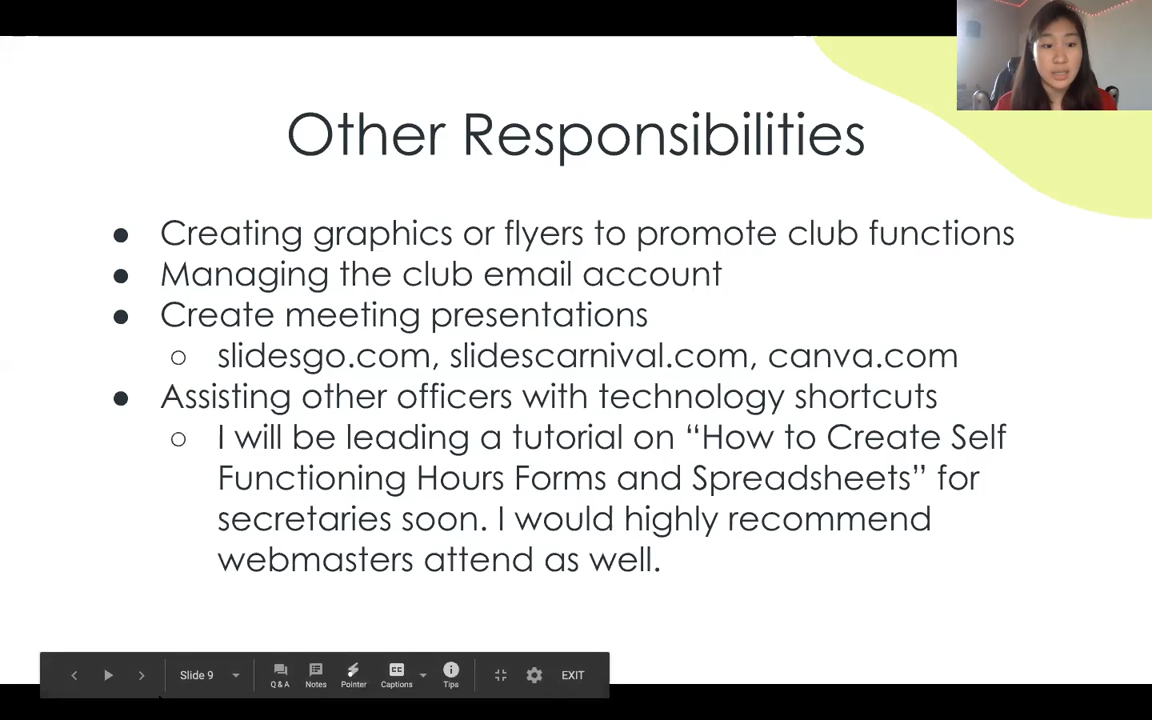 Other Responsibilities
● Creating graphics or flyers to promote club functions
● Managing the club email account
● Create meeting presentations
○ slidesgo.com, slidescarnival.com, canva.com
● Assisting other officers with technology shortcuts
○ I will be leading a tutorial on “How to Create Self
Functioning Hours Forms and Spreadsheets” for
secretaries soon. I would highly recommend
webmasters attend as well.
Slide 9
Q & A
Notes
Pointer
CC
Captions
Tips
EXIT